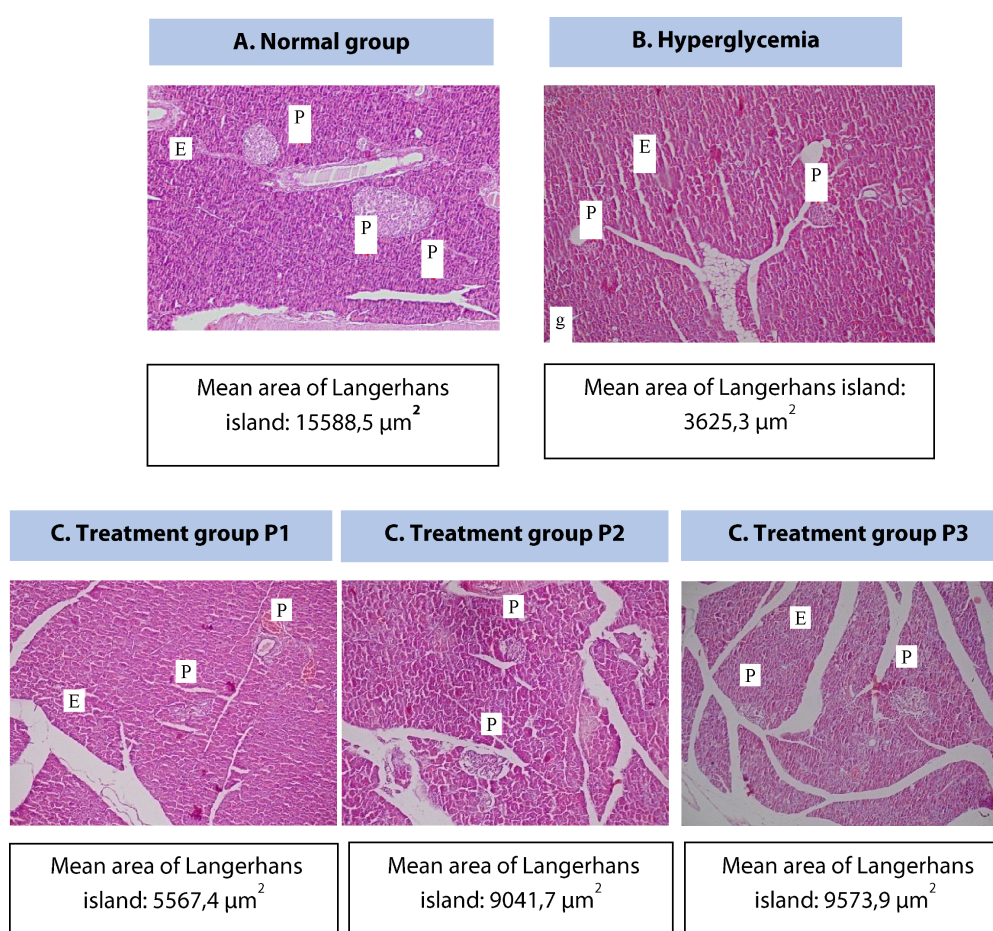 A. Normal group
B. Hyperglycemia
P
E
P
P
E
P
P
g
Mean area of Langerhans
island: 15588,5 µm²
Mean area of Langerhans island:
3625,3 µm²
C. Treatment group P1
C. Treatment group P2
C. Treatment group P3
P
P
E
P
P
E
P
P
Mean area of Langerhans
island: 5567,4 µm²
Mean area of Langerhans
island: 9041,7 µm²
Mean area of Langerhans
island: 9573,9 µm²